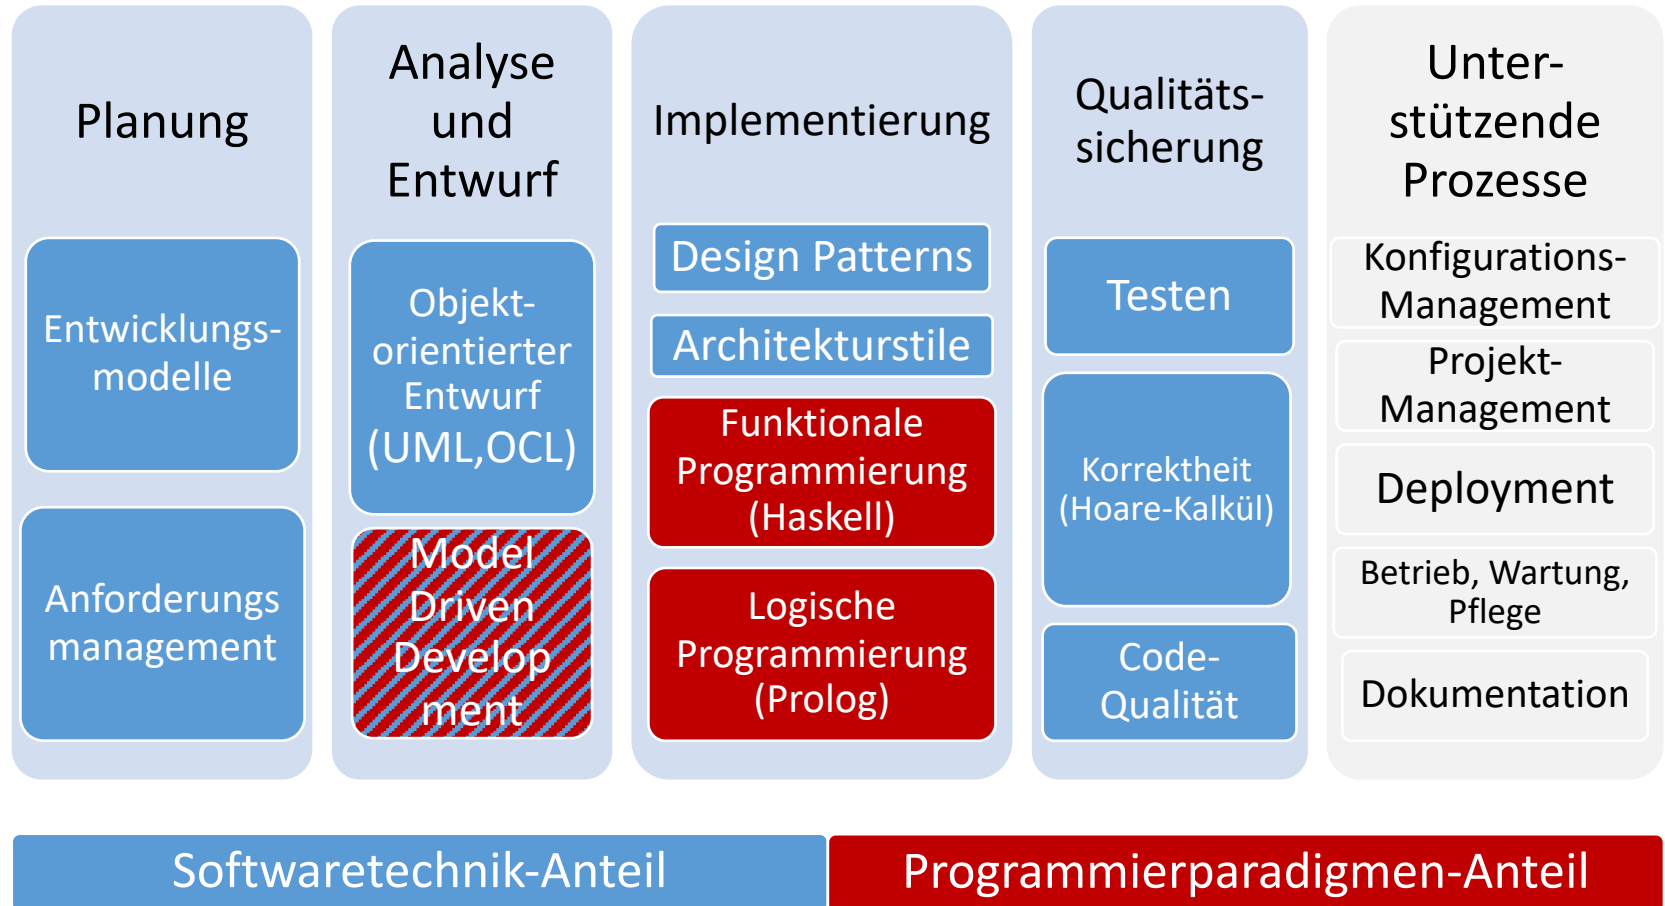 Planung
Entwicklungs-
modelle
Anforderungs
management
Analyse
und
Entwurf
Objekt-
orientierter
Entwurf
(UML,OCL)
Model
Driven
Develop
ment
Implementierung
Design Patterns
Architekturstile
Funktionale
Programmierung
(Haskell)
Logische
Programmierung
(Prolog)
Qualitäts-
sicherung
Testen
Korrektheit
(Hoare-Kalkül)
Code-
Qualität
Unter-
stützende
Prozesse
Konfigurations-
Management
Projekt-
Management
Deployment
Betrieb, Wartung,
Pflege
Dokumentation
Softwaretechnik-Anteil
Programmierparadigmen-Anteil